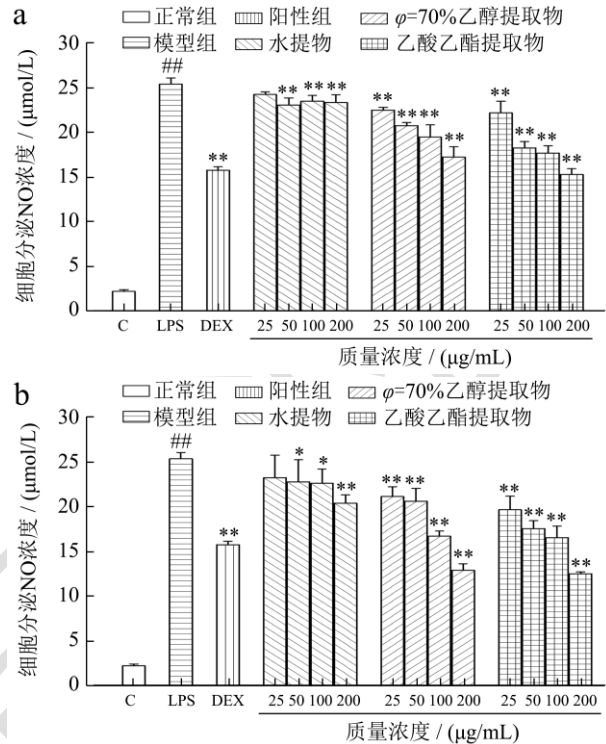 a
正常组 阳性组 φ=70%乙醇提取物
模型组 水提物 乙酸乙酯提取物
细胞分泌NO浓度 / (μmol/L)
30
25
20
15
10
5
0
## ** ** ** ** ** ** ** ** ** ** ** **
C LPS DEX 25 50 100 200 25 50 100 200 25 50 100 200
质量浓度 / (μg/mL)
b
正常组 阳性组 φ=70%乙醇提取物
模型组 水提物 乙酸乙酯提取物
细胞分泌NO浓度 / (μmol/L)
30
25
20
15
10
5
0
## ** * * ** ** ** ** ** ** ** ** **
C LPS DEX 25 50 100 200 25 50 100 200 25 50 100 200
质量浓度 / (μg/mL)